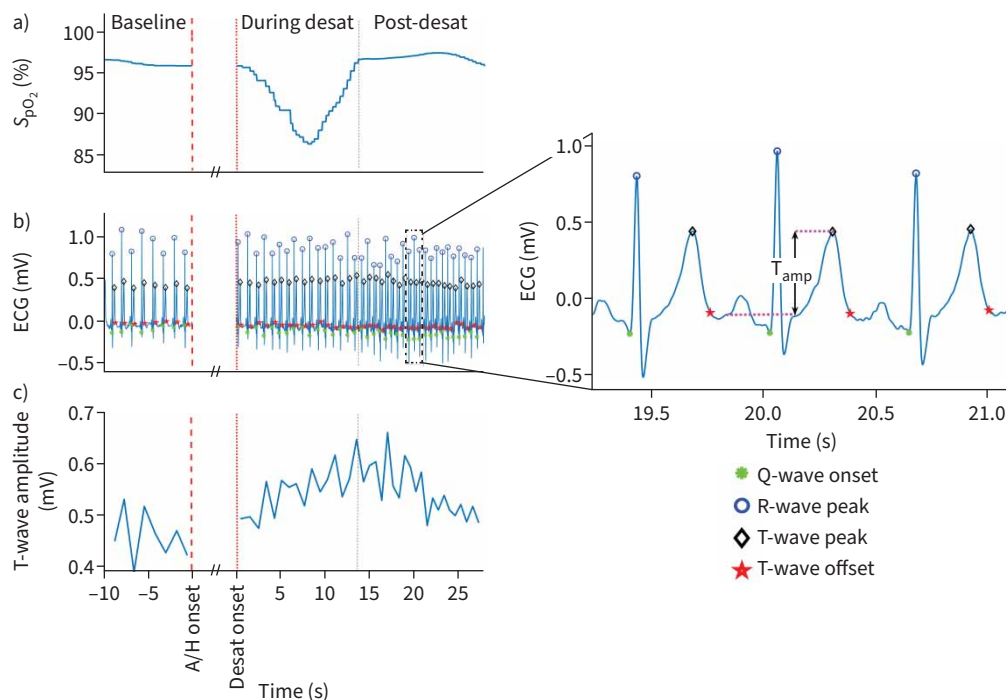 a)
Baseline
During desat
Post-desat
100
95
90
85
SpO2 (%)
//
b)
1.0
0.5
0.0
–0.5
ECG (mV)
//
c)
0.7
0.6
0.5
0.4
T-wave amplitude
(mV)
//
–10
–5
A/H onset
Desat onset
5
10
15
20
25
Time (s)
1.0
0.5
0.0
–0.5
ECG (mV)
Tamp
19.5
20.0
20.5
21.0
Time (s)
Q-wave onset
R-wave peak
T-wave peak
T-wave offset